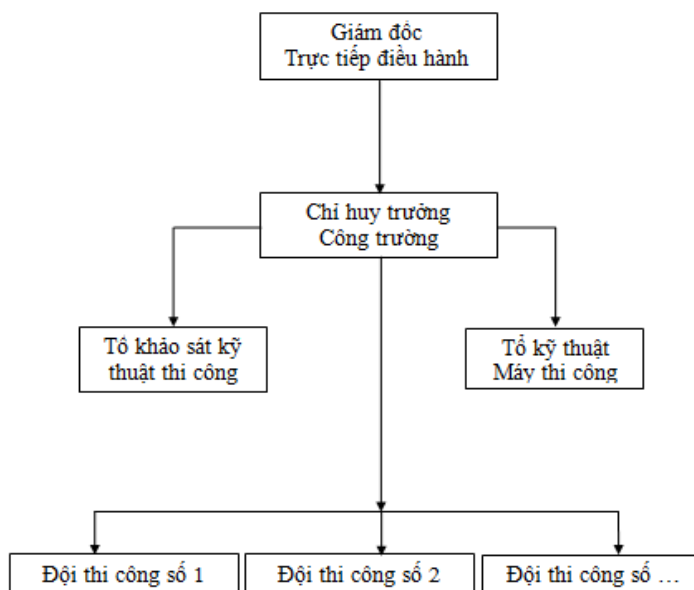 Giám đốc
Trực tiếp điều hành
Chỉ huy trưởng
Công trường
Tổ khảo sát kỹ
thuật thi công
Tổ kỹ thuật
Máy thi công
Đội thi công số 1
Đội thi công số 2
Đội thi công số …